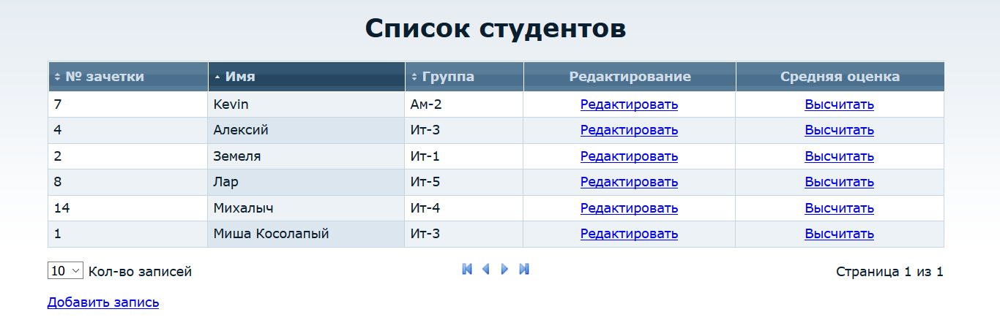 Список студентов
№ зачетки Имя Группа Редактирование Средняя оценка
7 Kevin Ам-2 Редактировать Высчитать
4 Алексий Ит-3 Редактировать Высчитать
2 Земеля Ит-1 Редактировать Высчитать
8 Лар Ит-5 Редактировать Высчитать
14 Михалыч Ит-4 Редактировать Высчитать
1 Миша Косолапый Ит-3 Редактировать Высчитать
10 Кол-во записей Страница 1 из 1
Добавить запись